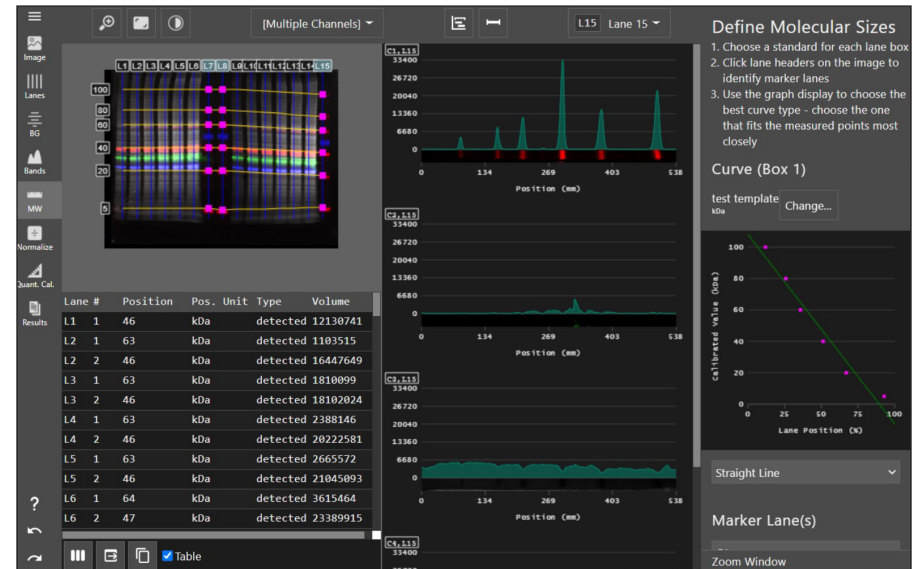 [Multiple Channels]
L15 Lane 15
Image
Lanes
BG
Bands
MW
Normalize
Quant. Cal.
Results
?
L1 L2 L3 L4 L5 L6 L7 L8 L9 L10 L11 L12 L13 L14 L15
100
80
60
40
20
5
Lane # Position Pos. Unit Type Volume
L1 1 46 kDa detected 12130741
L2 1 63 kDa detected 1103515
L2 2 46 kDa detected 16447649
L3 1 63 kDa detected 1810099
L3 2 46 kDa detected 18102024
L4 1 63 kDa detected 2388146
L4 2 46 kDa detected 20222581
L5 1 63 kDa detected 2665572
L5 2 46 kDa detected 21045093
L6 1 64 kDa detected 3615464
L6 2 47 kDa detected 23389915
Table
C1,L15
33400
26720
20040
13360
6680
0
0 134 269 403 538
Position (mm)
C2,L15
33400
26720
20040
13360
6680
0
0 134 269 403 538
Position (mm)
C3,L15
33400
26720
20040
13360
6680
0
0 134 269 403 538
Position (mm)
C4,L15
33400
Define Molecular Sizes
1. Choose a standard for each lane box
2. Click lane headers on the image to
identify marker lanes
3. Use the graph display to choose the
best curve type - choose the one
that fits the measured points most
closely
Curve (Box 1)
test template
kDa
Change...
100
80
60
40
20
0
Calibrated Value (kDa)
0 25 50 75 100
Lane Position (%)
Straight Line
Marker Lane(s)
Zoom Window